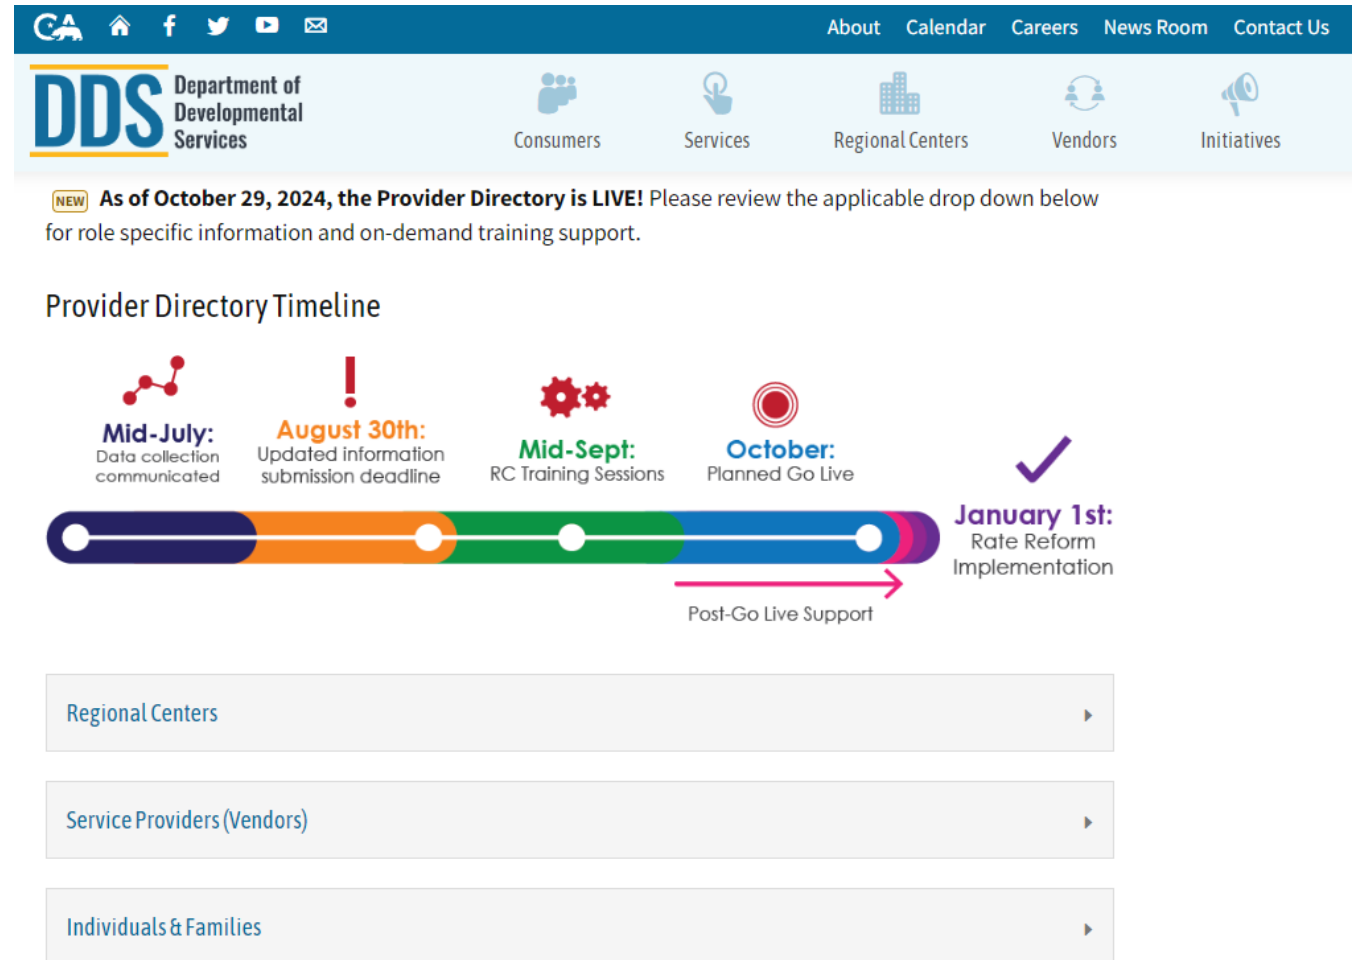 CA
About Calendar Careers News Room Contact Us
DDS
Department of
Developmental
Services
Consumers
Services
Regional Centers
Vendors
Initiatives
NEW As of October 29, 2024, the Provider Directory is LIVE! Please review the applicable drop down below
for role specific information and on-demand training support.
Provider Directory Timeline
Mid-July:
Data collection
communicated
August 30th:
Updated information
submission deadline
Mid-Sept:
RC Training Sessions
October:
Planned Go Live
January 1st:
Rate Reform
Implementation
Post-Go Live Support
Regional Centers
Service Providers (Vendors)
Individuals & Families